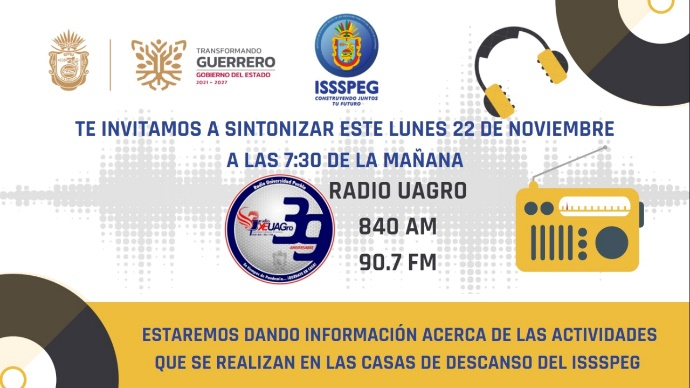 TRANSFORMANDO
GUERRERO
GOBIERNO DEL ESTADO
2021 - 2027
ISSSPEG
CONSTRUYENDO JUNTOS
TU FUTURO
TE INVITAMOS A SINTONIZAR ESTE LUNES 22 DE NOVIEMBRE
A LAS 7:30 DE LA MAÑANA
Radio Universidad Pueblo
XEUAGro
39
ANIVERSARIO
RADIO UAGRO
840 AM
90.7 FM
ESTAREMOS DANDO INFORMACIÓN ACERCA DE LAS ACTIVIDADES
QUE SE REALIZAN EN LAS CASAS DE DESCANSO DEL ISSSPEG